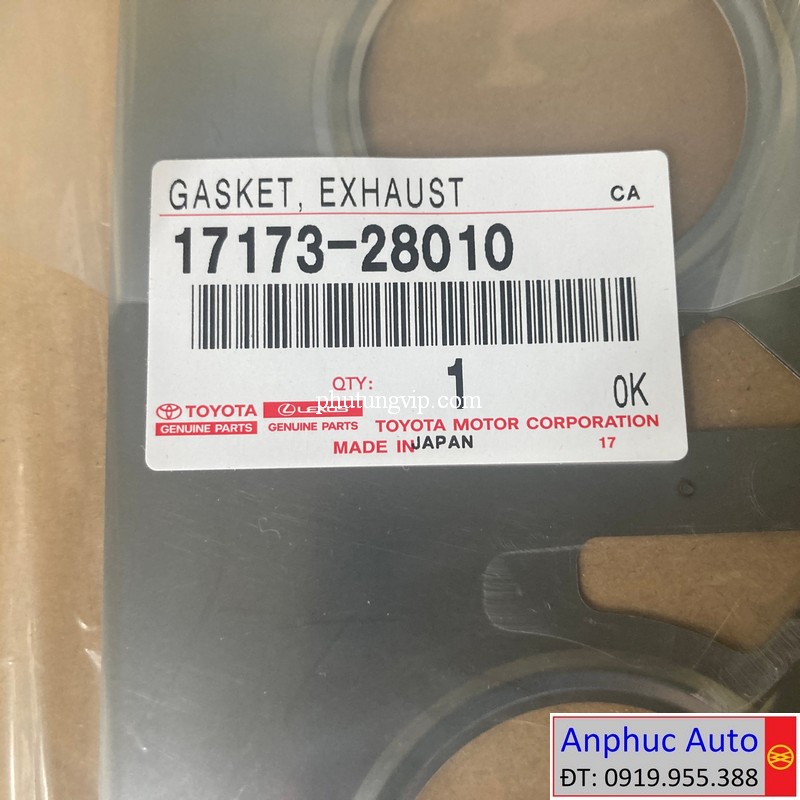 GASKET, EXHAUST CA
17173-28010
QTY: 1 OK
phutungvip.com
TOYOTA LEXUS
GENUINE PARTS GENUINE PARTS TOYOTA MOTOR CORPORATION
MADE IN JAPAN 17
Anphuc Auto
ĐT: 0919.955.388